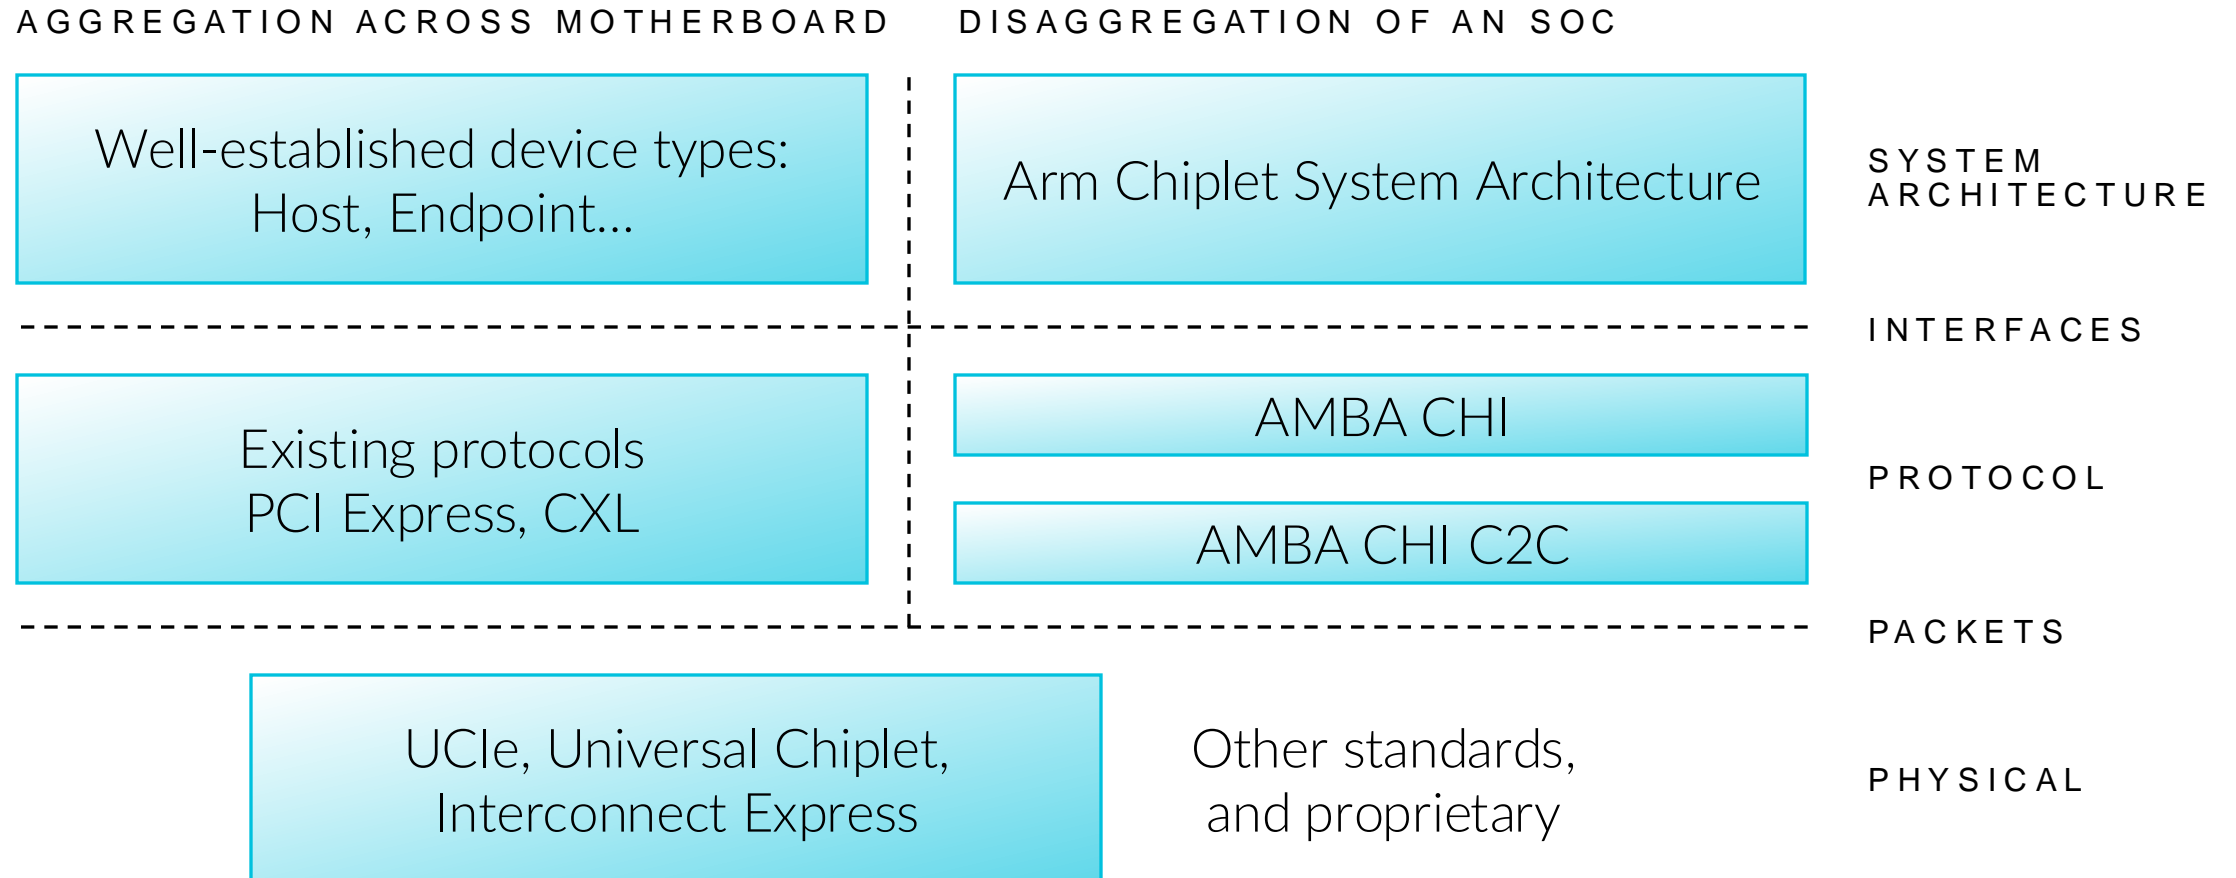 AGGREGATION ACROSS MOTHERBOARD
DISAGGREGATION OF AN SOC
Well-established device types:
Host, Endpoint...
Arm Chiplet System Architecture
SYSTEM
ARCHITECTURE
INTERFACES
Existing protocols
PCI Express, CXL
AMBA CHI
AMBA CHI C2C
PROTOCOL
PACKETS
UCIe, Universal Chiplet,
Interconnect Express
Other standards,
and proprietary
PHYSICAL